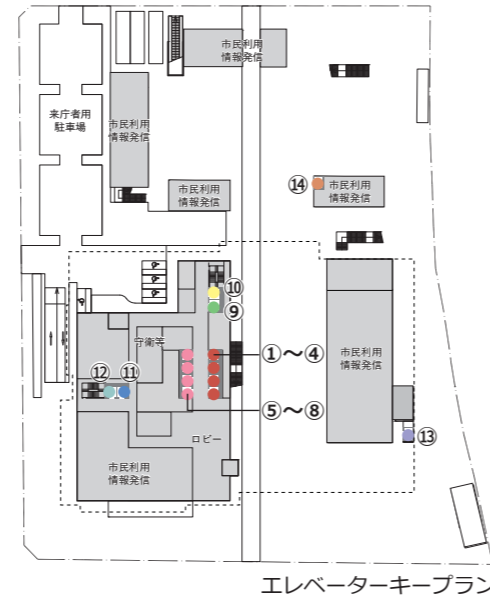 市民利用
情報発信
来庁者用
駐車場
市民利用
情報発信
市民利用
情報発信
⑭
市民利用
情報発信
⑩
⑨
守衛等
①〜④
市民利用
情報発信
⑫
⑪
⑤〜⑧
ロビー
⑬
市民利用
情報発信
エレベーターキープラン